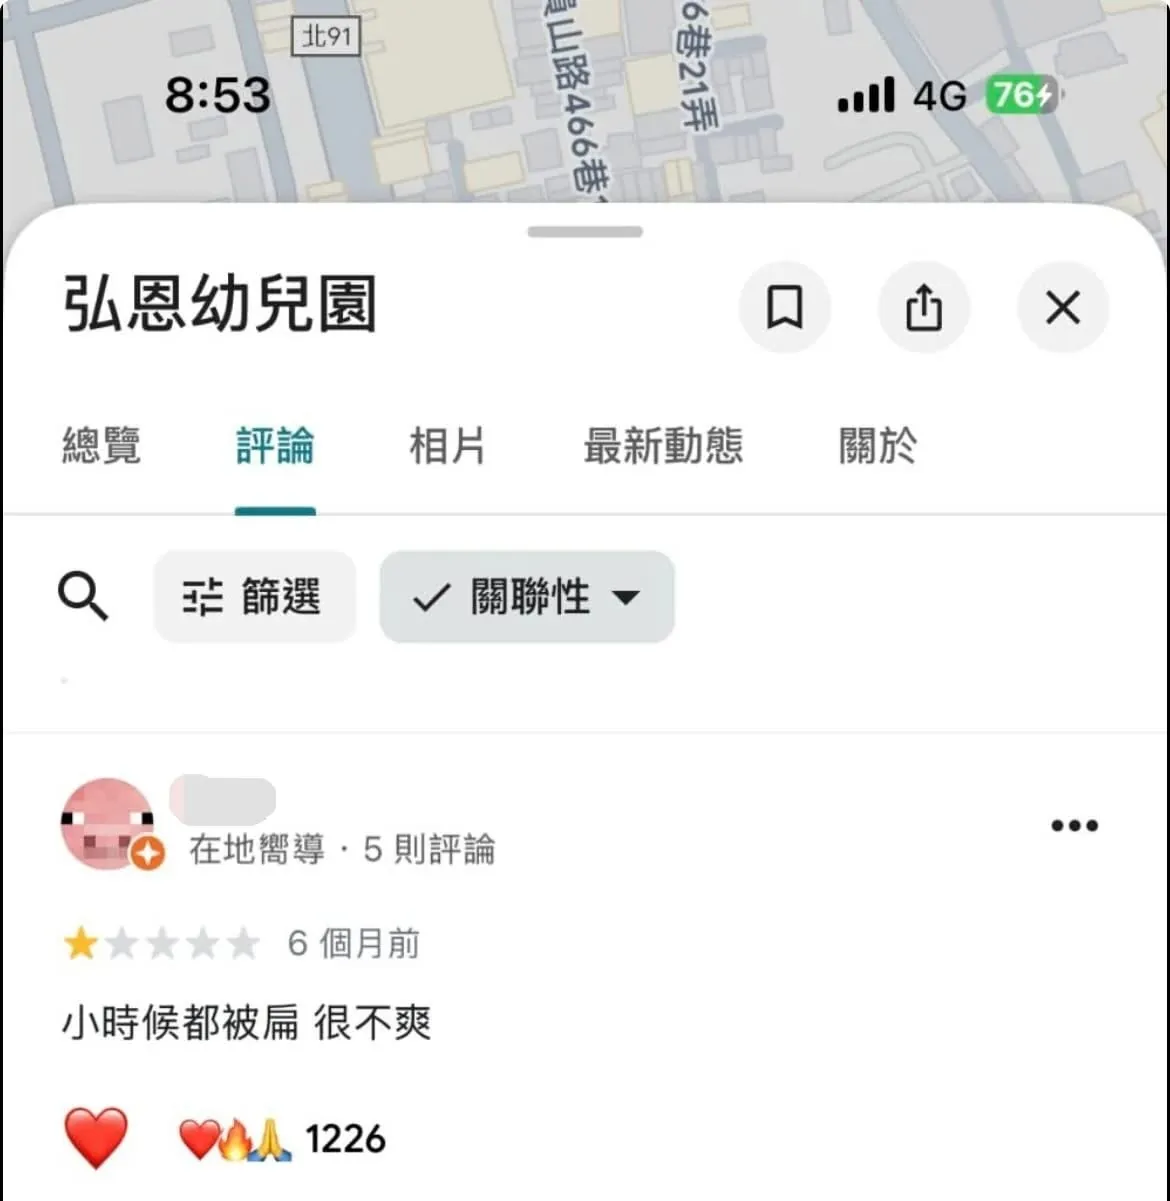 北91
員山路466巷
6巷21弄
8:53
4G 76
弘恩幼兒園
總覽 評論 相片 最新動態 關於
篩選 關聯性
在地嚮導・5 則評論
6 個月前
小時候都被扁 很不爽
1226